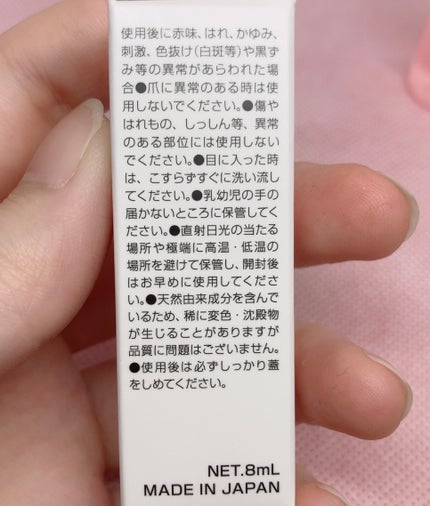 使用後に赤味、はれ、かゆみ、
刺激、色抜け(白斑等)や黒ず
み等の異常があらわれた場
合●爪に異常のある時は使
用しないでください。●傷や
はれもの、しっしん等、異常
のある部位には使用しない
でください。●目に入った時
は、こすらずすぐに洗い流し
てください。●乳幼児の手の
届かないところに保管してく
ださい。●直射日光の当たる
場所や極端に高温・低温の
場所を避けて保管し、開封後
はお早めに使用してくださ
い。●天然由来成分を含んで
いるため、稀に変色・沈殿物
が生じることがありますが
品質に問題はございません。
●使用後は必ずしっかり蓋
をしめてください。
NET.8mL
MADE IN JAPAN